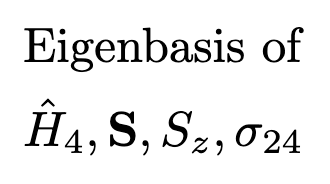 Eigenbasis of
Ĥ₄, S, S_z, σ₂₄